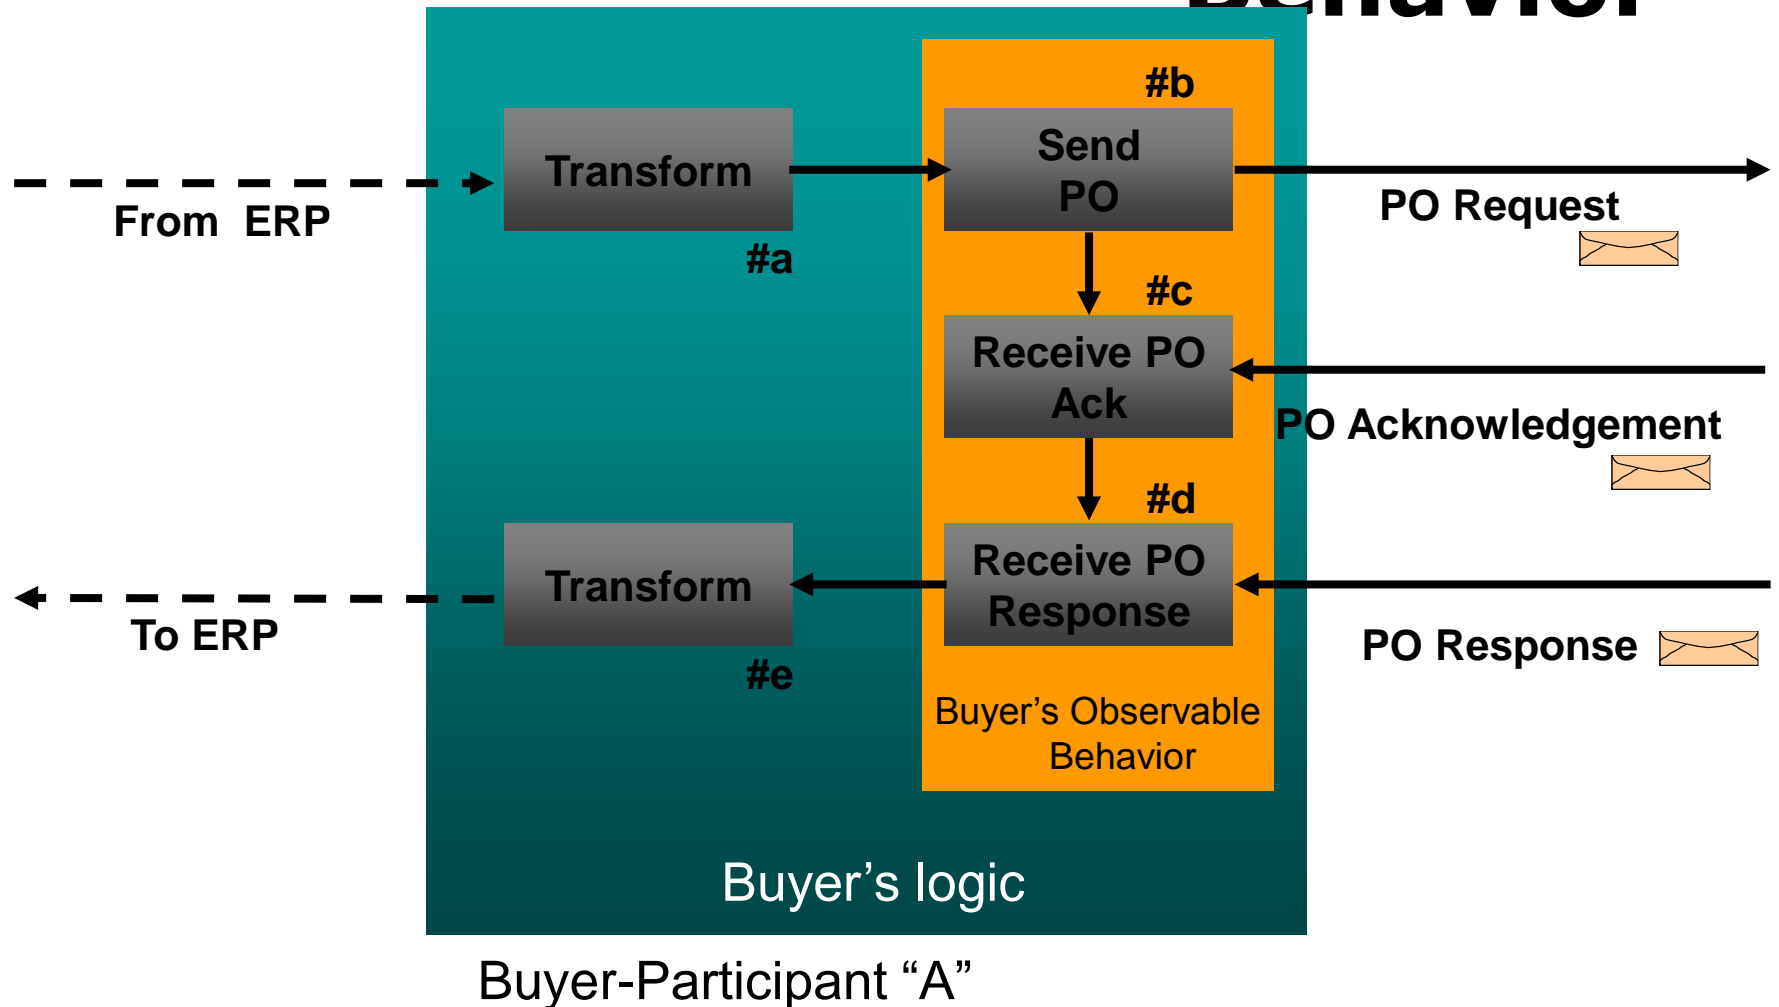 Behavior
#b
Send
PO
Transform
From  ERP
#a
PO Request
#c
Receive PO
Ack
PO Acknowledgement
#d
Receive PO
Response
Transform
To ERP
#e
PO Response
Buyer’s Observable
Behavior
Buyer’s logic
Buyer-Participant “A”